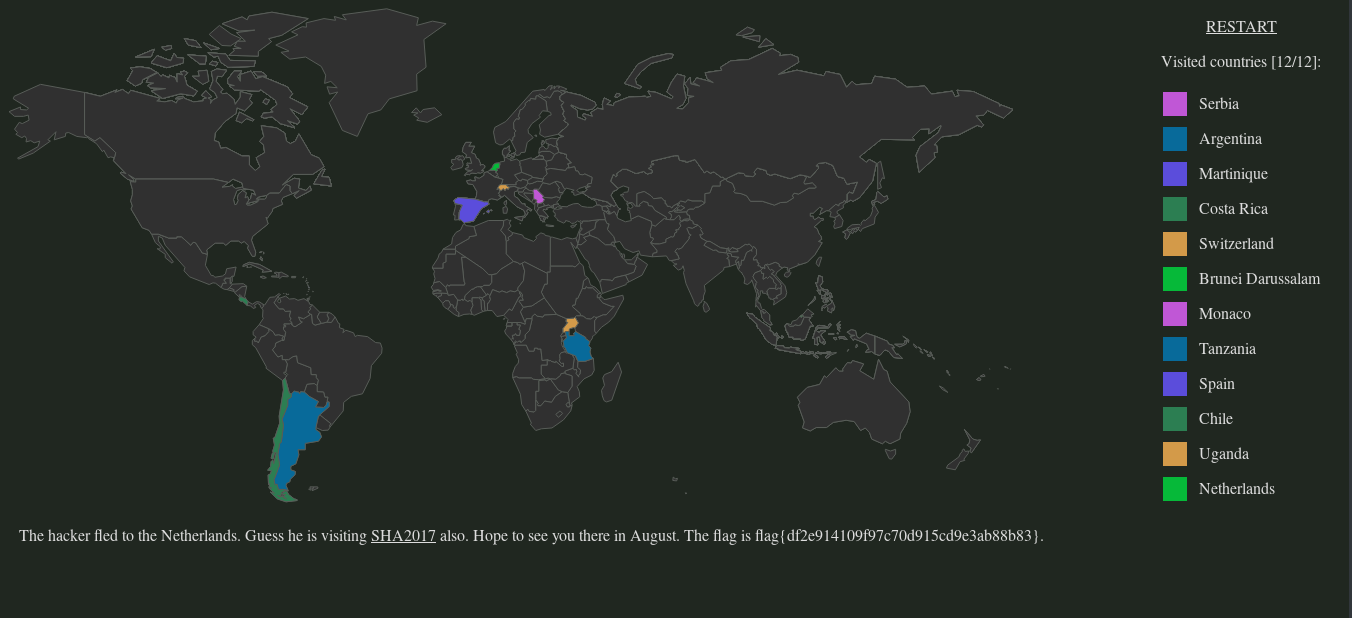 RESTART
Visited countries [12/12]:
Serbia
Argentina
Martinique
Costa Rica
Switzerland
Brunei Darussalam
Monaco
Tanzania
Spain
Chile
Uganda
Netherlands
The hacker fled to the Netherlands. Guess he is visiting SHA2017 also. Hope to see you there in August. The flag is flag{df2e914109f97c70d915cd9e3ab88b83}.